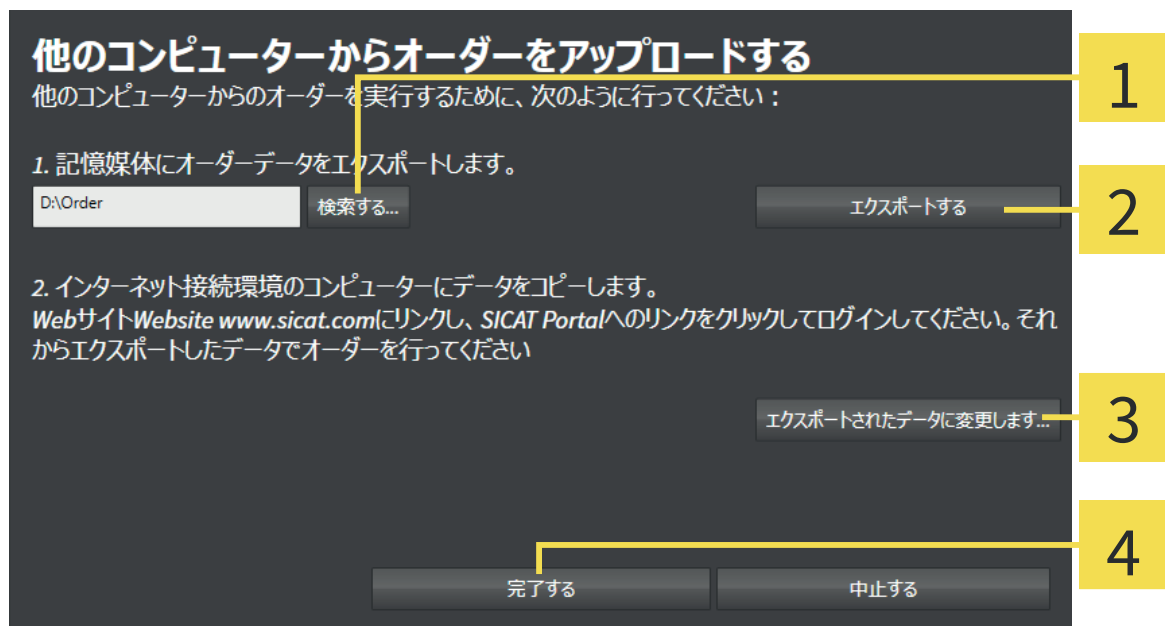 他のコンピューターからオーダーをアップロードする
他のコンピューターからのオーダーを実行するために、次のように行ってください：
1. 記憶媒体にオーダーデータをエクスポートします。
D:\Order
検索する...
エクスポートする
2. インターネット接続環境のコンピューターにデータをコピーします。
WebサイトWebsite www.sicat.comにリンクし、SICAT Portalへのリンクをクリックしてログインしてください。それ
からエクスポートしたデータでオーダーを行ってください
エクスポートされたデータに変更します...
完了する
中止する
1
2
3
4